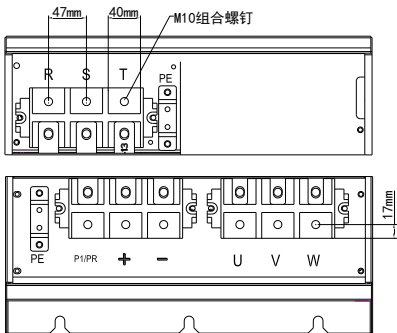 47mm 40mm M10组合螺钉
R S T PE
PE P1/PR + − U V W
17mm